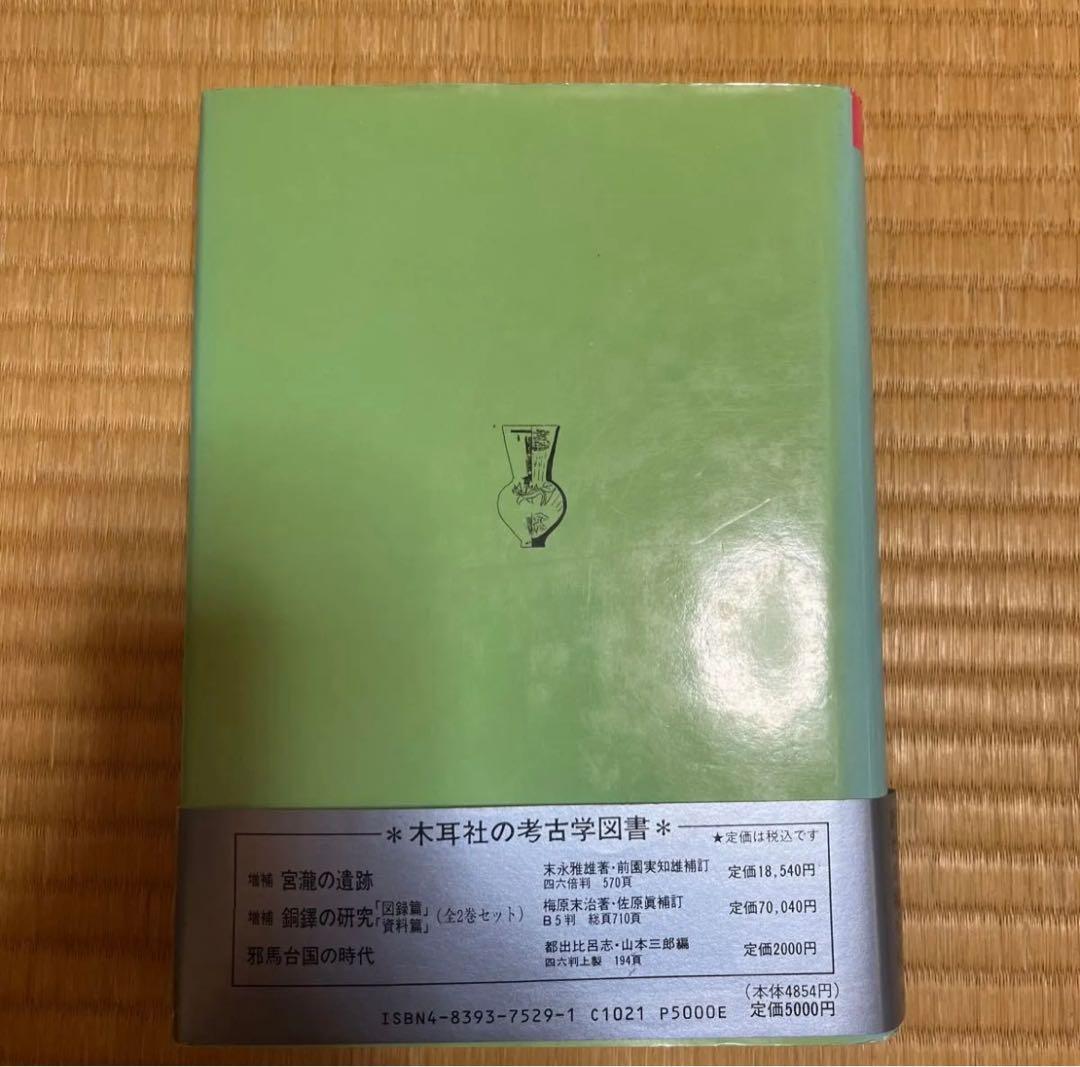 ＊木耳社の考古学図書＊
★定価は税込です
増補 宮瀧の遺跡 末永雅雄著・前園実知雄補訂 定価18,540円
四六倍判 570頁
増補 銅鐸の研究「図録篇」「資料篇」(全2巻セット) 梅原末治著・佐原眞補訂 定価70,040円
B5判 総頁710頁
邪馬台国の時代 都出比呂志・山本三郎編 定価2000円
四六判上製 194頁
(本体4854円)
ISBN4-8393-7529-1 C1021 P5000E 定価5000円